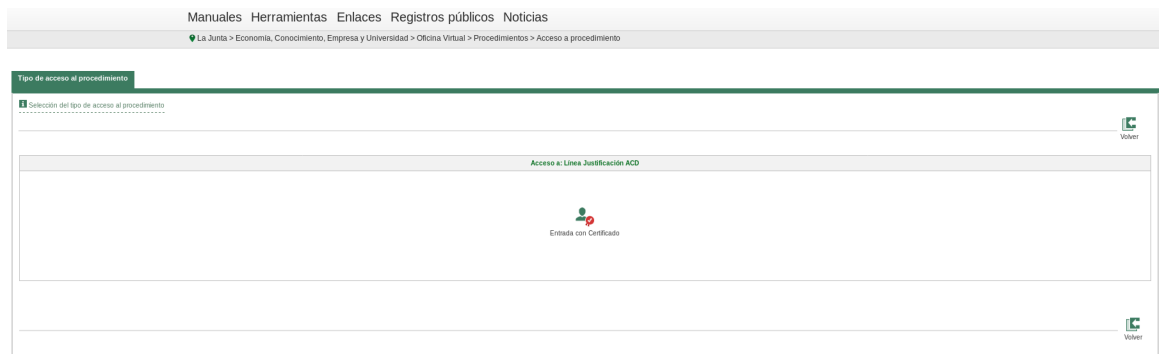 Manuales Herramientas Enlaces Registros públicos Noticias
La Junta > Economía, Conocimiento, Empresa y Universidad > Oficina Virtual > Procedimientos > Acceso a procedimiento
Tipo de acceso al procedimiento
Selección del tipo de acceso al procedimiento
Volver
Acceso a: Línea Justificación ACD
Entrada con Certificado
Volver